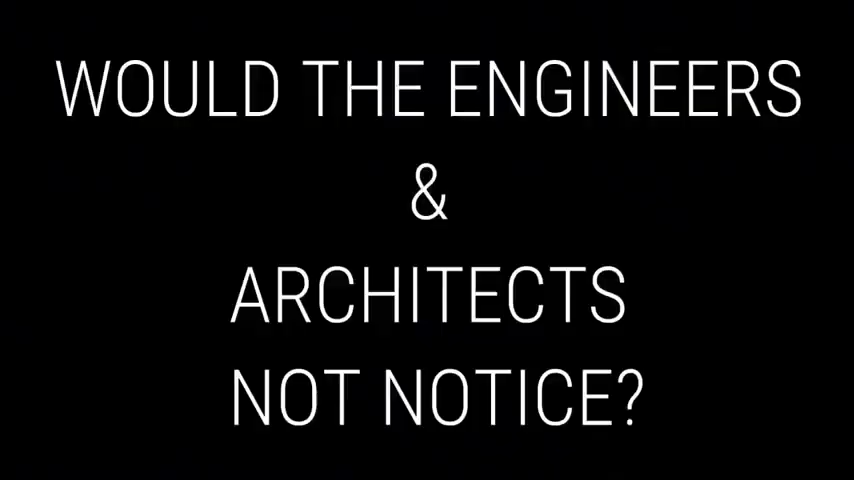 WOULD THE ENGINEERS
&
ARCHITECTS
NOT NOTICE?